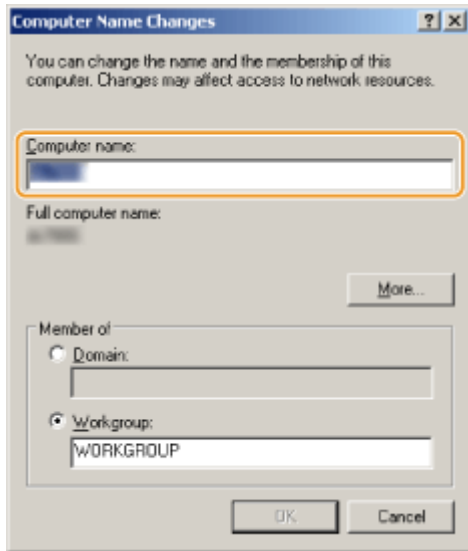 Computer Name Changes
You can change the name and the membership of this
computer. Changes may affect access to network resources.
Computer name:
Full computer name:
More...
Member of
Domain:
Workgroup:
WORKGROUP
OK
Cancel